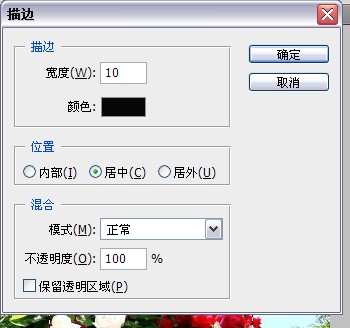 描边
描边
宽度(W): 10
确定
颜色:
取消
位置
内部(I) 居中(C) 居外(U)
混合
模式(M): 正常
不透明度(O): 100 %
保留透明区域(P)